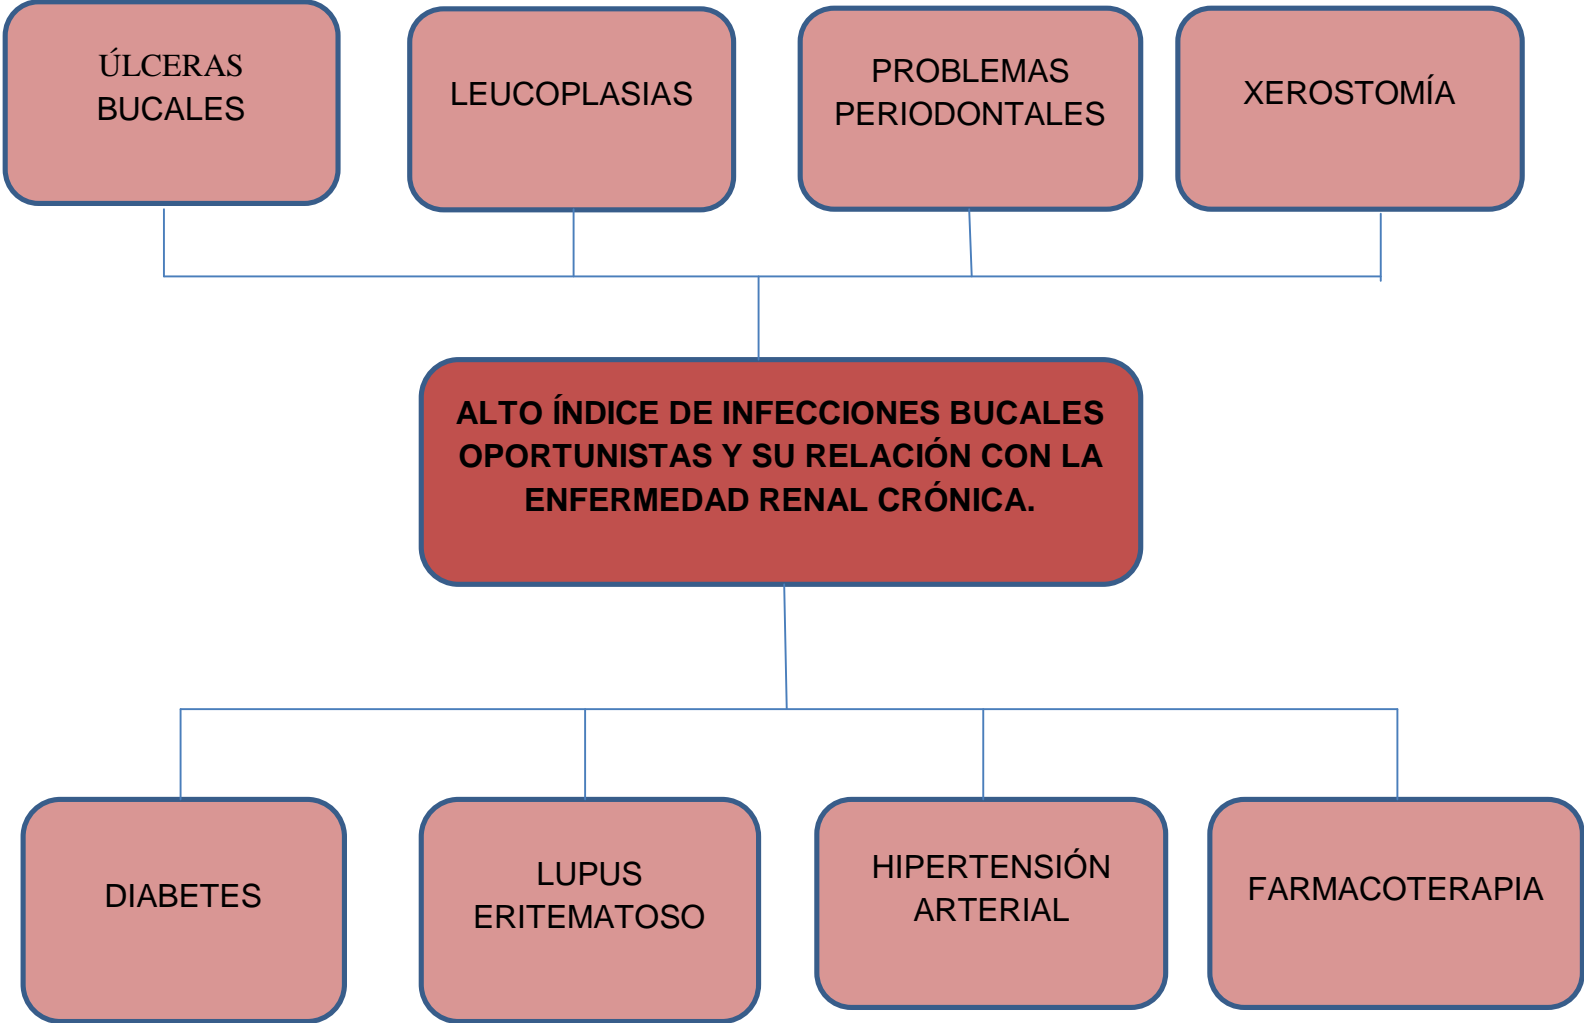 ÚLCERAS
BUCALES
LEUCOPLASIAS
PROBLEMAS
PERIODONTALES
XEROSTOMÍA
ALTO ÍNDICE DE INFECCIONES BUCALES
OPORTUNISTAS Y SU RELACIÓN CON LA
ENFERMEDAD RENAL CRÓNICA.
DIABETES
LUPUS
ERITEMATOSO
HIPERTENSIÓN
ARTERIAL
FARMACOTERAPIA